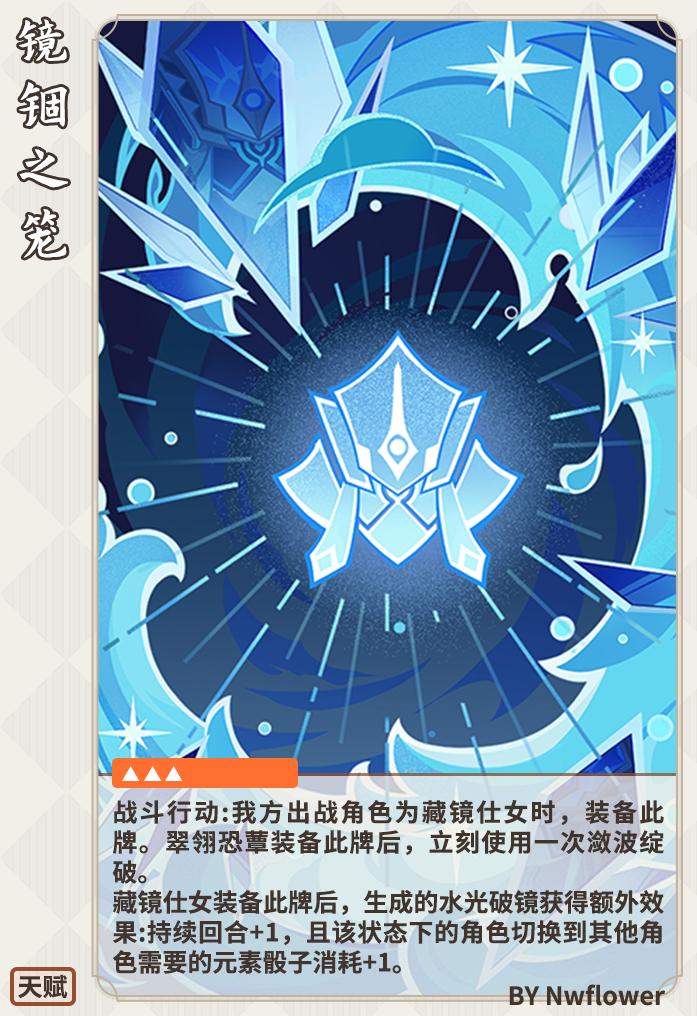 镜锢之笼
战斗行动:我方出战角色为藏镜仕女时，装备此
牌。翠翎恐蕈装备此牌后，立刻使用一次潋波绽
破。
藏镜仕女装备此牌后，生成的水光破镜获得额外效
果:持续回合+1，且该状态下的角色切换到其他角
色需要的元素骰子消耗+1。
天赋
BY Nwflower